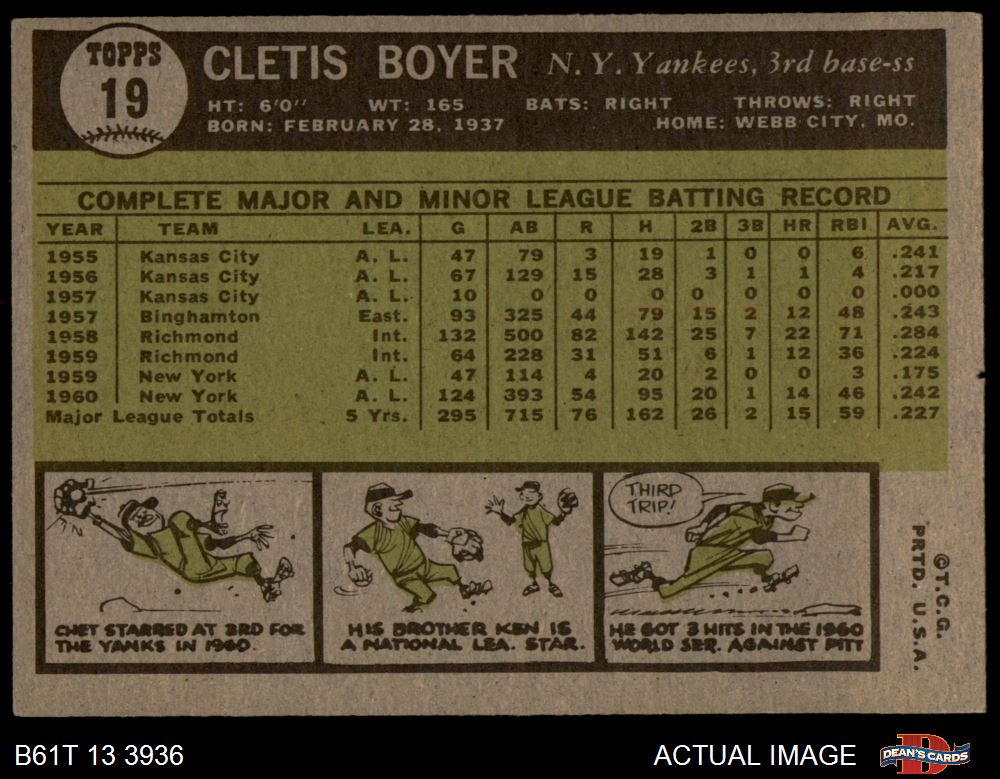 TOPPS
19
CLETIS BOYER N.Y. Yankees, 3rd base-ss
HT: 6'0" WT: 165 BATS: RIGHT THROWS: RIGHT
BORN: FEBRUARY 28, 1937 HOME: WEBB CITY, MO.
COMPLETE MAJOR AND MINOR LEAGUE BATTING RECORD
YEAR TEAM LEA. G AB R H 2B 3B HR RBI AVG.
1955 Kansas City A. L. 47 79 3 19 1 0 0 6 .241
1956 Kansas City A. L. 67 129 15 28 3 1 1 4 .217
1957 Kansas City A. L. 10 0 0 0 0 0 0 0 .000
1957 Binghamton East. 93 325 44 79 15 2 12 48 .243
1958 Richmond Int. 132 500 82 142 25 7 22 71 .284
1959 Richmond Int. 64 228 31 51 6 1 12 36 .224
1959 New York A. L. 47 114 4 20 2 0 0 3 .175
1960 New York A. L. 124 393 54 95 20 1 14 46 .242
Major League Totals 5 Yrs. 295 715 76 162 26 2 15 59 .227
CHET STARRED AT 3RD FOR
THE YANKS IN 1960.
HIS BROTHER KEN IS
A NATIONAL LEA. STAR.
THIRD
TRIP!
HE GOT 3 HITS IN THE 1960
WORLD SER. AGAINST PITT
©T.C.G.
PRTD. U.S.A.
B61T 13 3936
ACTUAL IMAGE
DEAN'S CARDS